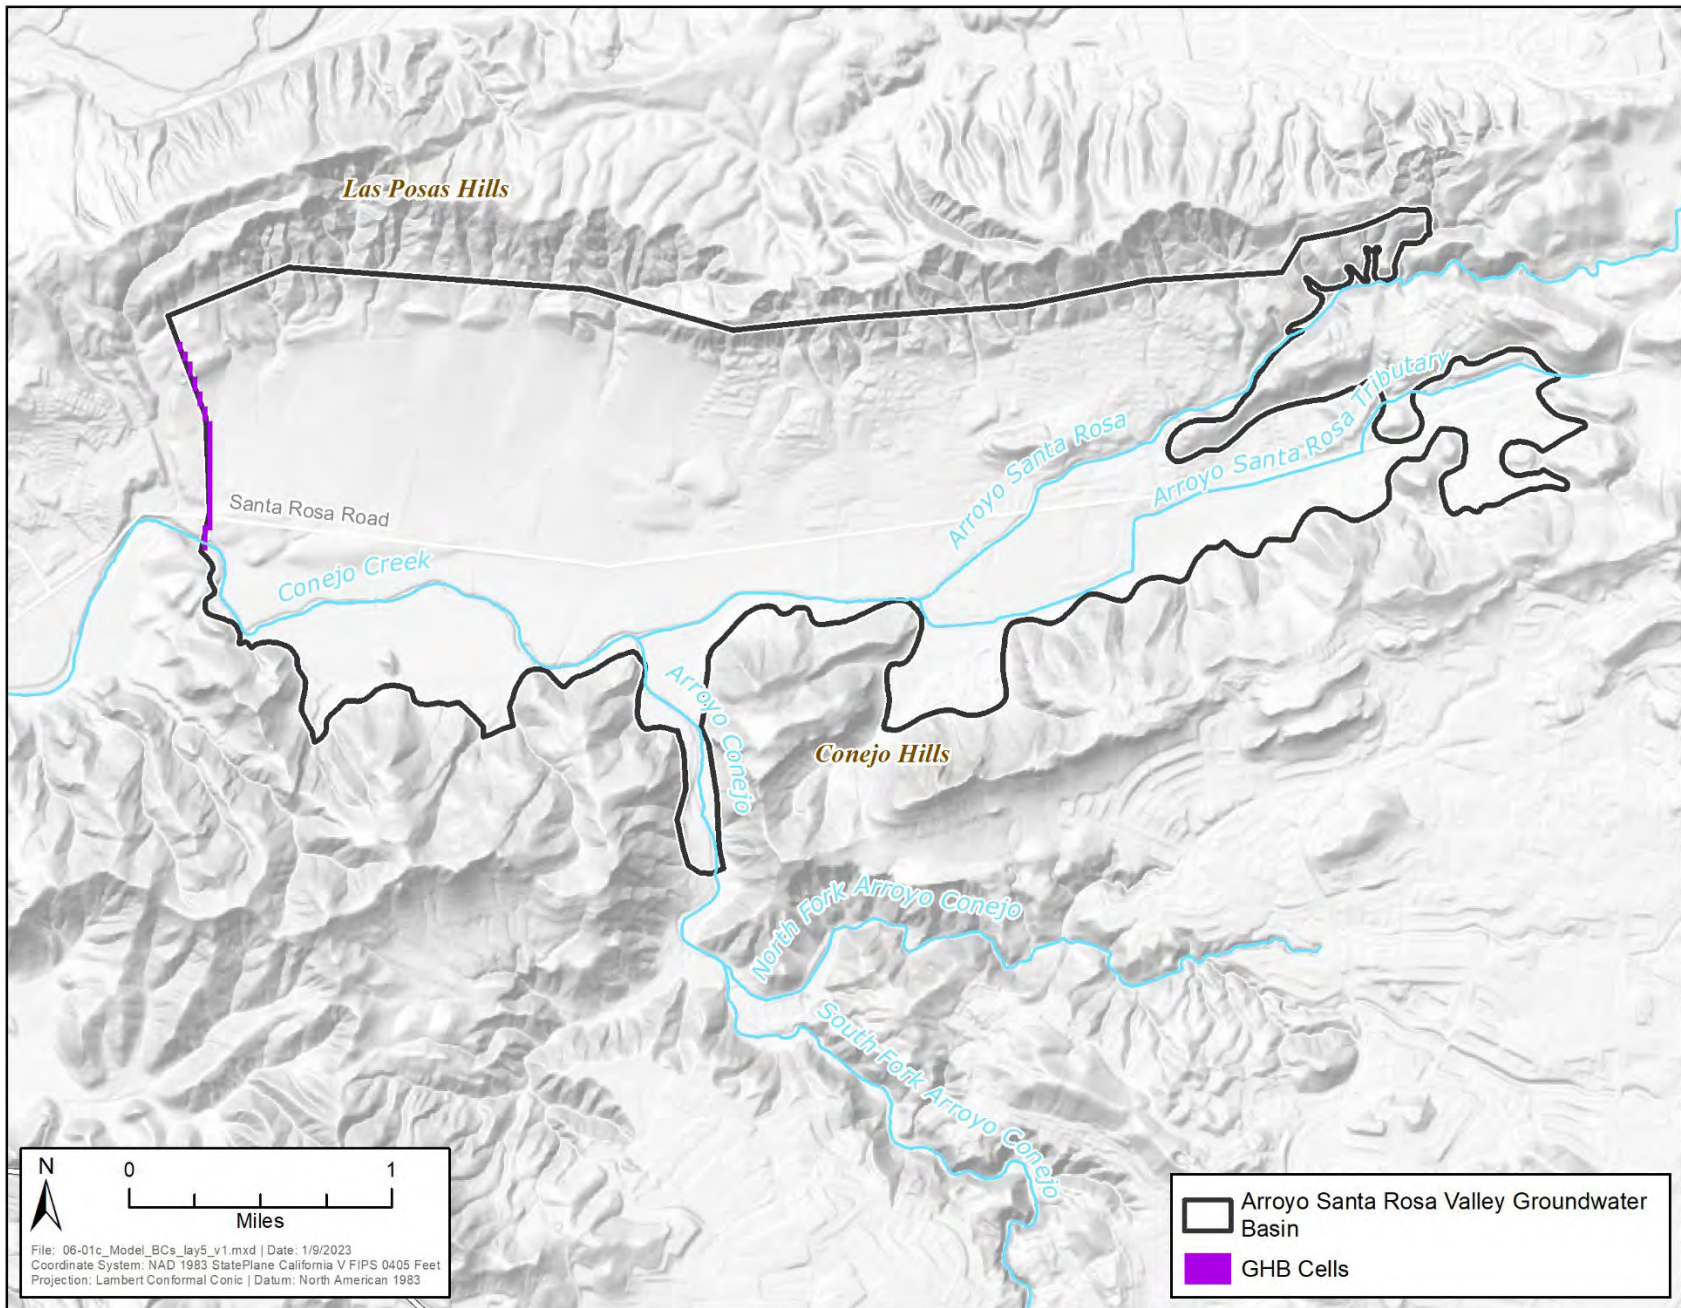 Las Posas Hills
Santa Rosa Road
Conejo Creek
Arroyo Santa Rosa
Arroyo Santa Rosa Tributary
Arroyo Conejo
Conejo Hills
North Fork Arroyo Conejo
South Fork Arroyo Conejo
N
0 1
Miles
File: 06-01c_Model_BCs_lay5_v1.mxd | Date: 1/9/2023
Coordinate System: NAD 1983 StatePlane California V FIPS 0405 Feet
Projection: Lambert Conformal Conic | Datum: North American 1983
Arroyo Santa Rosa Valley Groundwater
Basin
GHB Cells